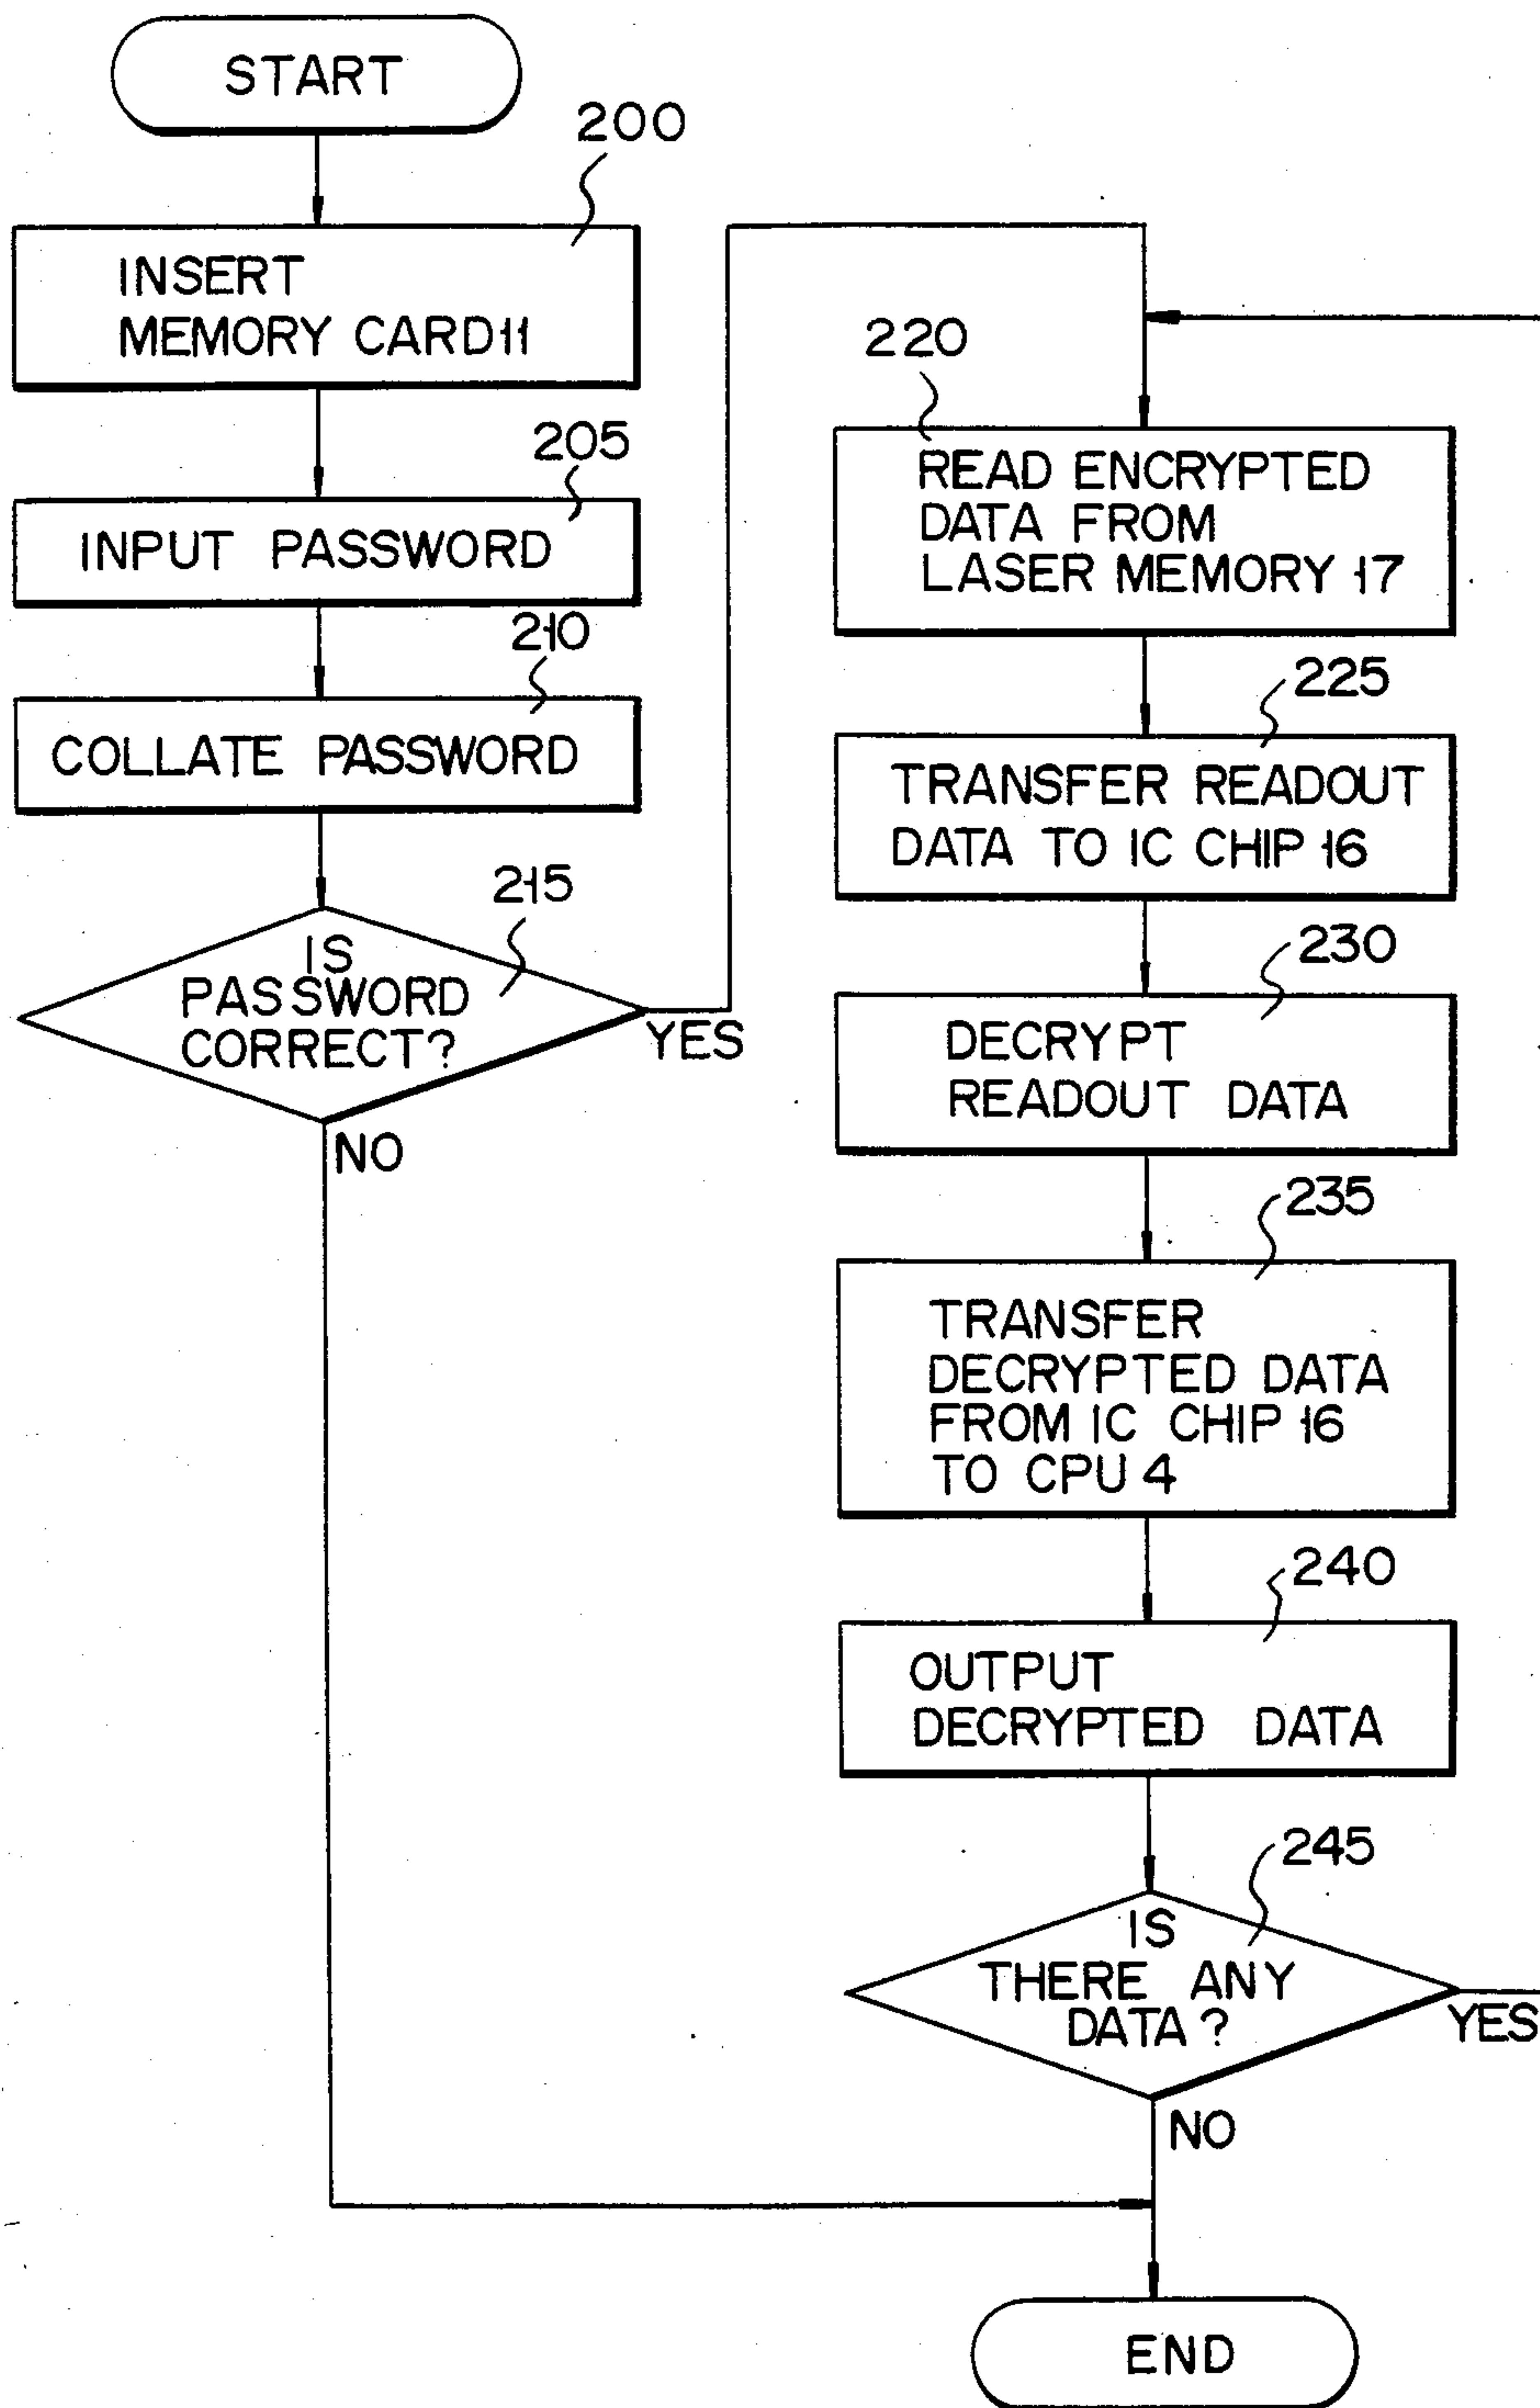 START
200
INSERT
MEMORY CARD 11
205
INPUT PASSWORD
210
COLLATE PASSWORD
215
IS
PASSWORD
CORRECT?
YES
NO
220
READ ENCRYPTED
DATA FROM
LASER MEMORY 17
225
TRANSFER READOUT
DATA TO IC CHIP 16
230
DECRYPT
READOUT DATA
235
TRANSFER
DECRYPTED DATA
FROM IC CHIP 16
TO CPU 4
240
OUTPUT
DECRYPTED DATA
245
IS
THERE ANY
DATA?
YES
NO
END